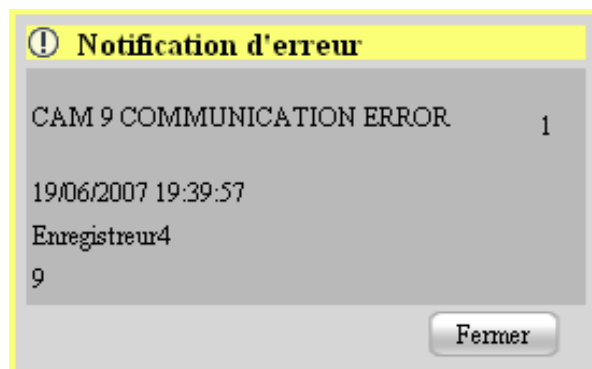 Notification d'erreur
CAM 9 COMMUNICATION ERROR 1
19/06/2007 19:39:57
Enregistreur4
9
Fermer